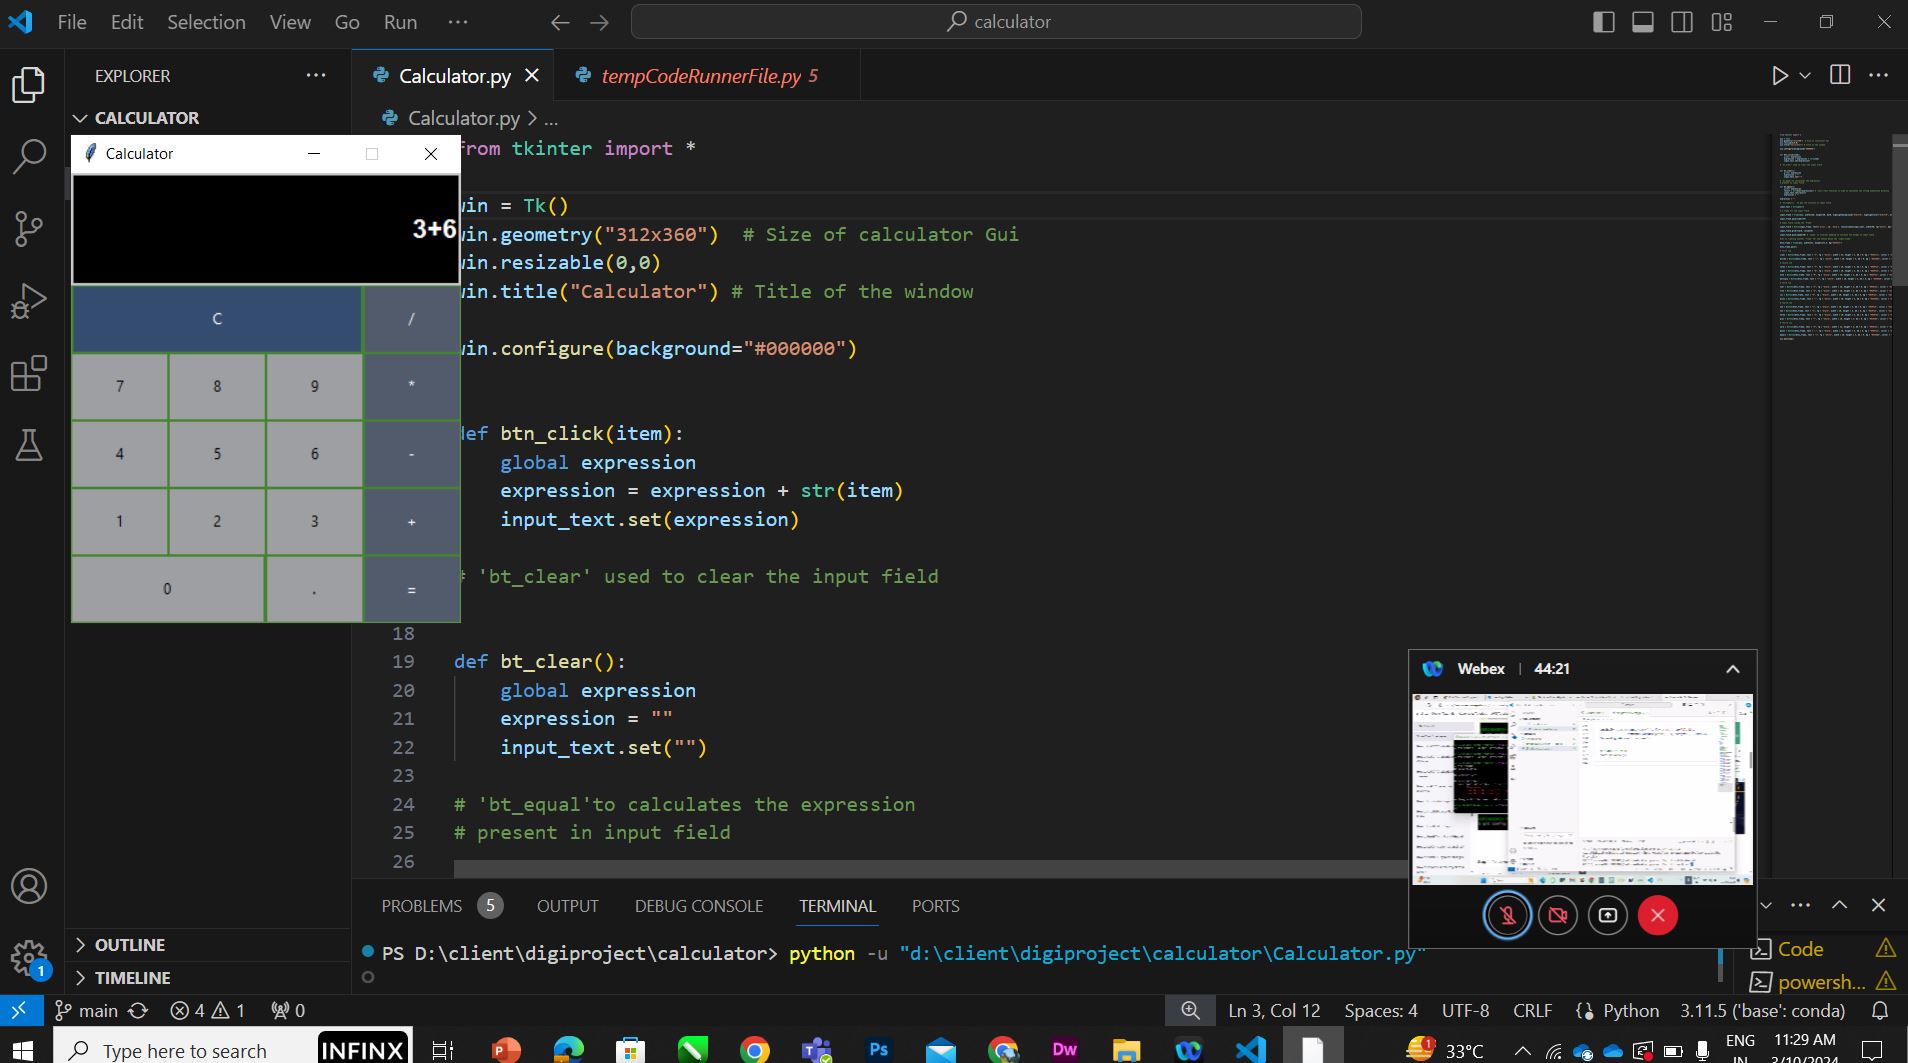 File Edit Selection View Go Run ··· calculator
EXPLORER ···
Calculator.py
tempCodeRunnerFile.py 5
CALCULATOR
Calculator.py > ...
Calculator
3+6
C /
7 8 9 *
4 5 6 -
1 2 3 +
0 . =
from tkinter import *
win = Tk()
win.geometry("312x360")  # Size of calculator Gui
win.resizable(0,0)
win.title("Calculator") # Title of the window
win.configure(background="#000000")
def btn_click(item):
global expression
expression = expression + str(item)
input_text.set(expression)
# 'bt_clear' used to clear the input field
18
19 def bt_clear():
20 global expression
21 expression = ""
22 input_text.set("")
23
24 # 'bt_equal'to calculates the expression
25 # present in input field
26
Webex | 44:21
PROBLEMS 5 OUTPUT DEBUG CONSOLE TERMINAL PORTS
PS D:\client\digiproject\calculator> python -u "d:\client\digiproject\calculator\Calculator.py"
Code
powersh...
OUTLINE
TIMELINE
1
main 4 1 0
Ln 3, Col 12 Spaces: 4 UTF-8 CRLF Python 3.11.5 ('base': conda)
Type here to search INFINX
Ps Dw
1 33°C
ENG
IN
11:29 AM
3/10/2024